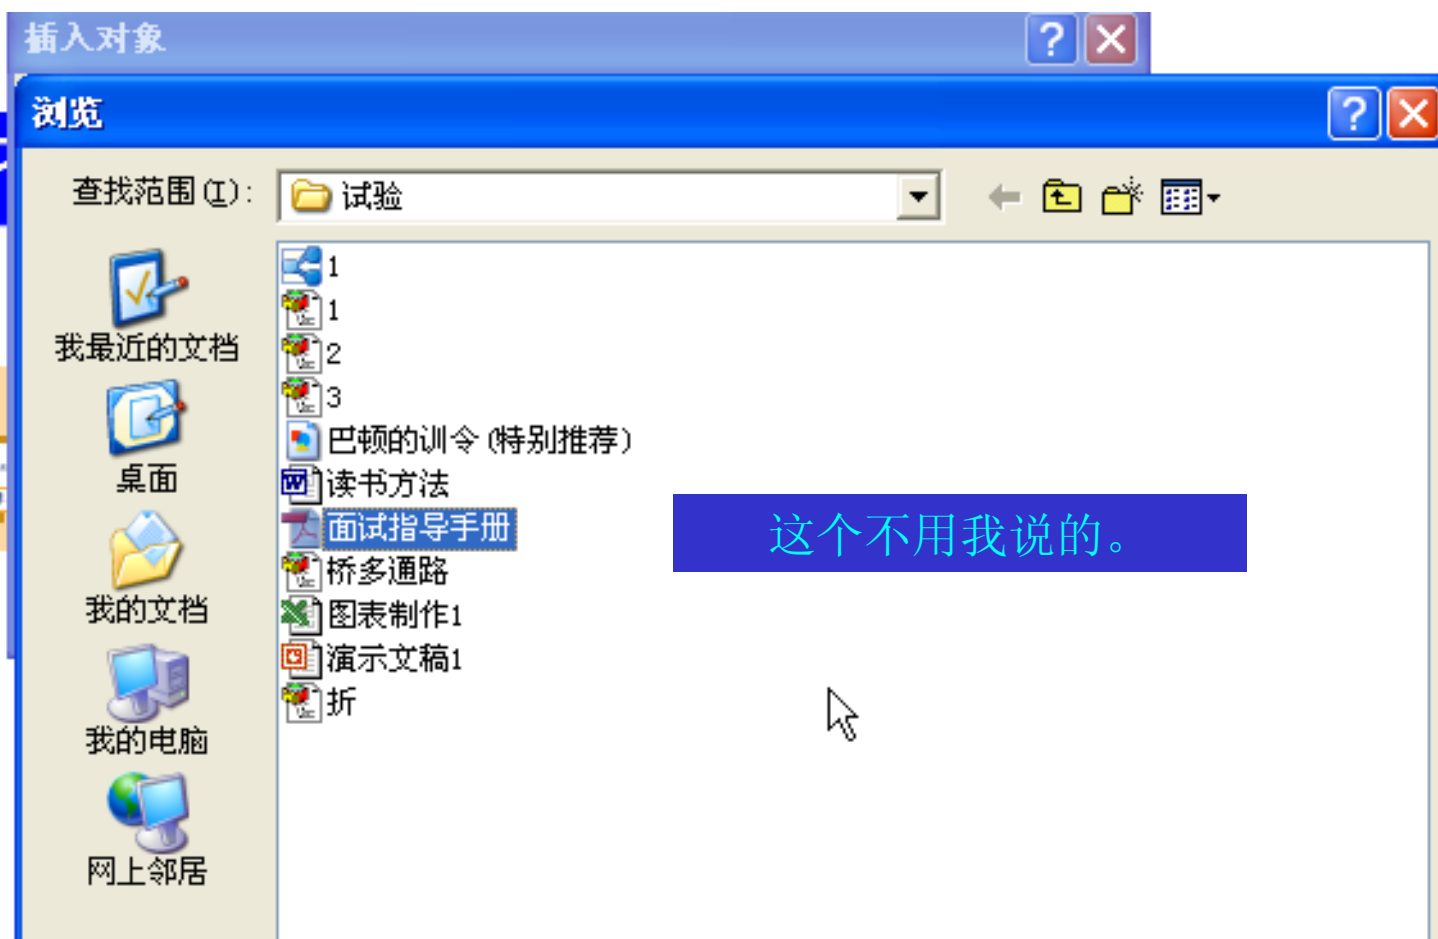 插入对象
浏览
查找范围(I):
试验
1
1
2
3
巴顿的训令(特别推荐)
读书方法
面试指导手册
桥多通路
图表制作1
演示文稿1
折
我最近的文档
桌面
我的文档
我的电脑
网上邻居
这个不用我说的。